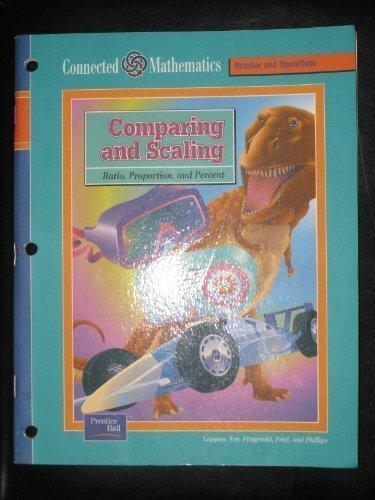 Connected Mathematics
Number and Operations
Comparing
and Scaling
Ratio, Proportion, and Percent
Prentice
Hall
Lappan, Fey, Fitzgerald, Friel, and Phillips